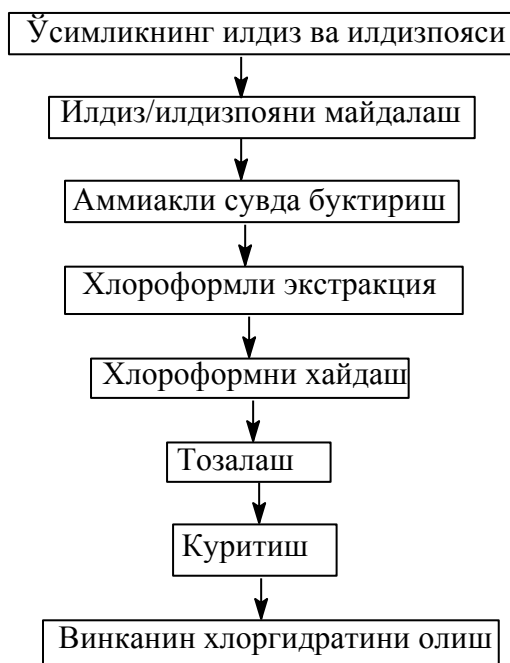 Ўсимликнинг илдиз ва илдизпояси
Илдиз/илдизпояни майдалаш
Аммиакли сувда буктириш
Хлороформли экстракция
Хлороформни хайдаш
Тозалаш
Куритиш
Винканин хлоргидратини олиш